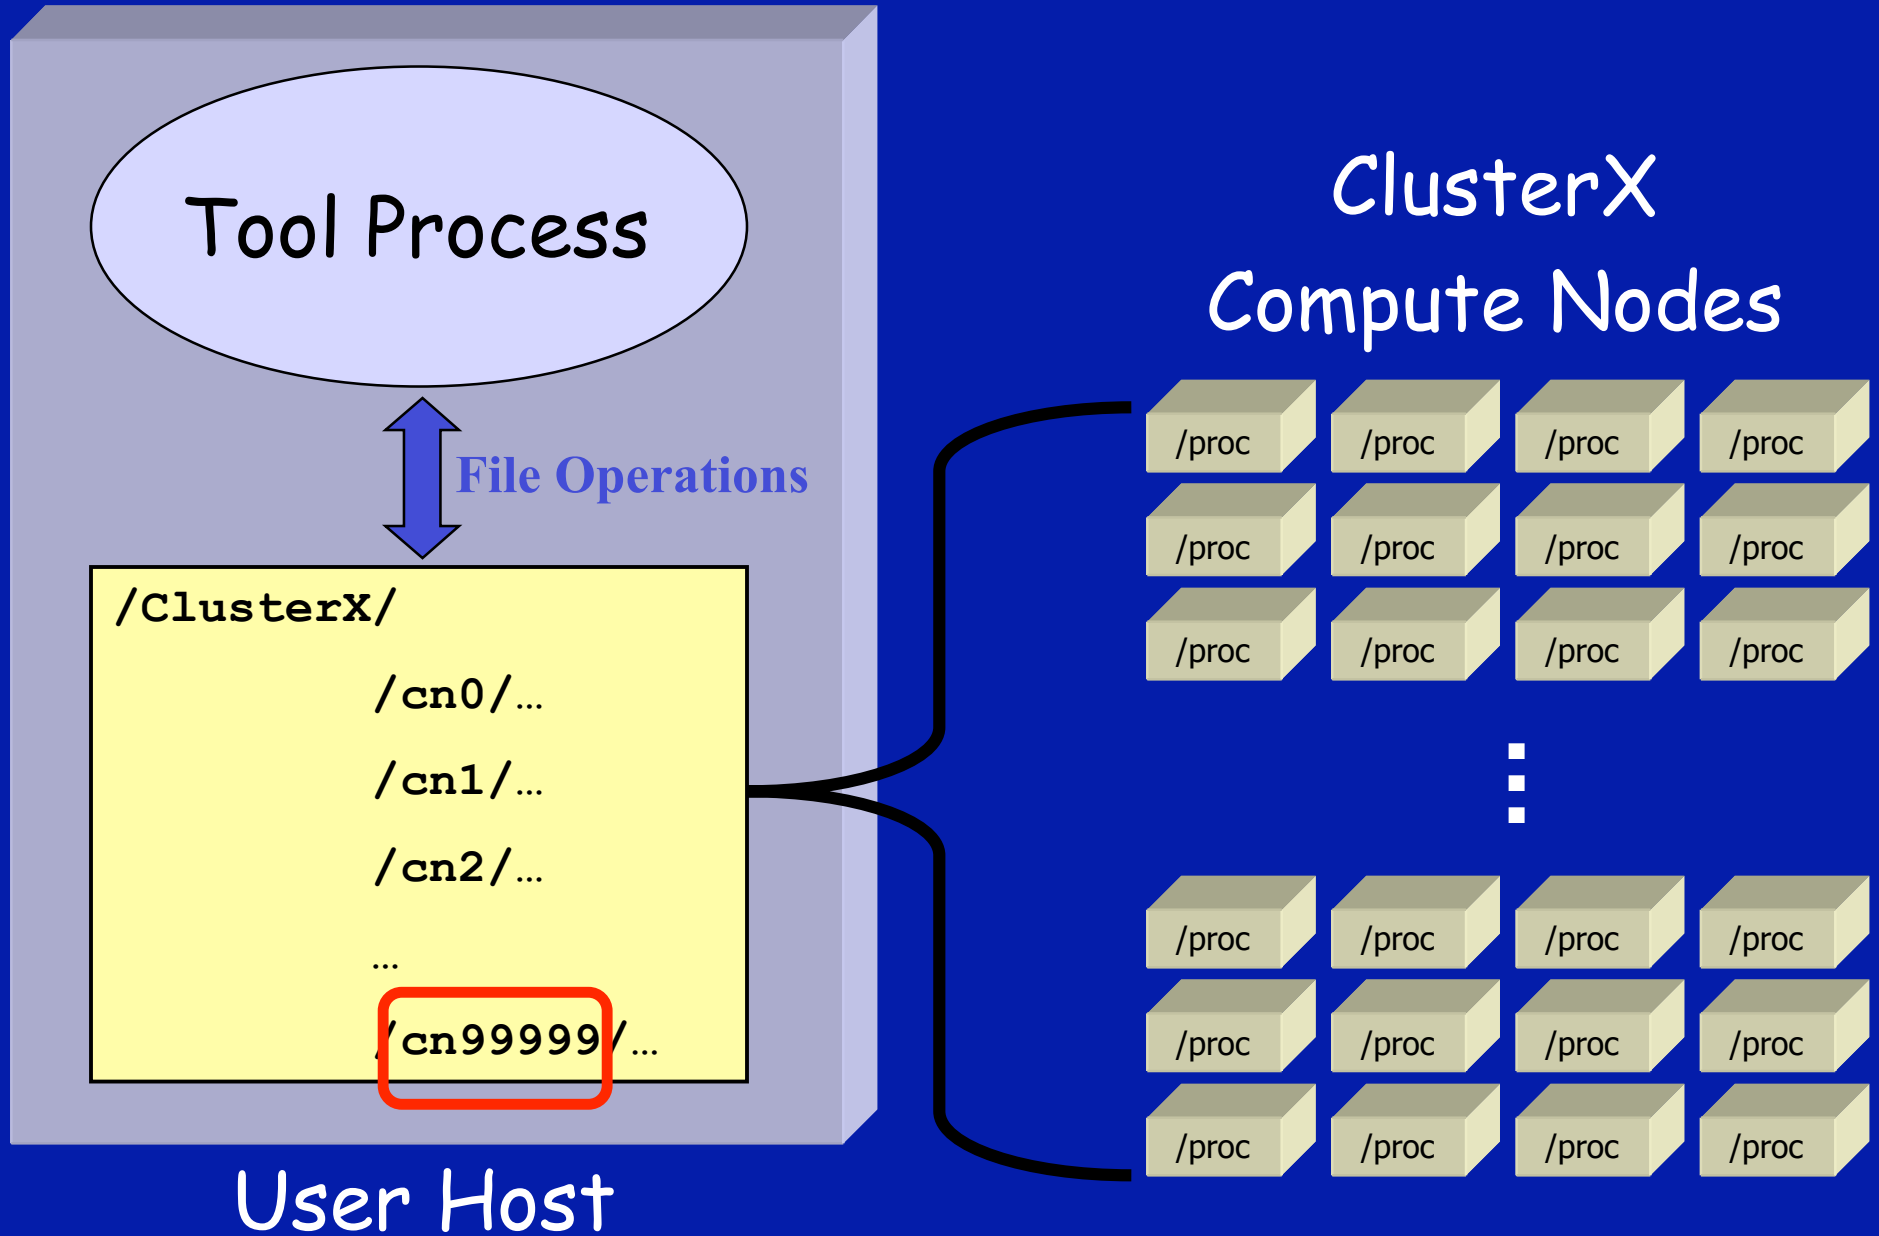 Tool Process
File Operations
/ClusterX/
/cn0/…
/cn1/…
/cn2/…
…
/cn99999/…
User Host
ClusterX
Compute Nodes
/proc /proc /proc /proc
/proc /proc /proc /proc
/proc /proc /proc /proc
/proc /proc /proc /proc
/proc /proc /proc /proc
/proc /proc /proc /proc